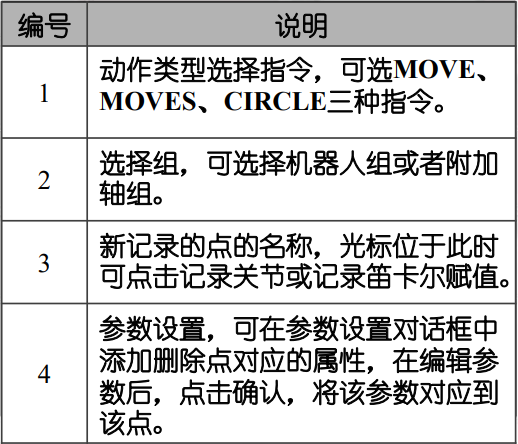 编号 说明
1 动作类型选择指令，可选MOVE、
MOVES、CIRCLE三种指令。
2 选择组，可选择机器人组或者附加
轴组。
3 新记录的点的名称，光标位于此时
可点击记录关节或记录笛卡尔赋值。
4 参数设置，可在参数设置对话框中
添加删除点对应的属性，在编辑参
数后，点击确认，将该参数对应到
该点。